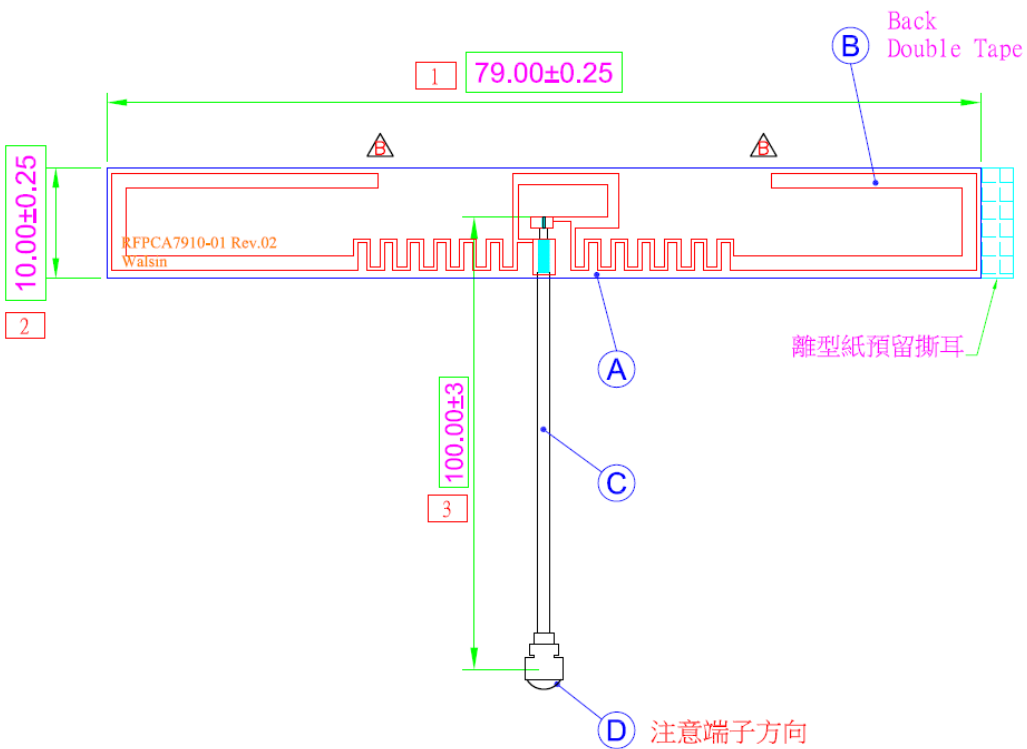 Back
B Double Tape
1 79.00±0.25
B B
10.00±0.25
RFPCA7910-01 Rev.02
Walsin
2
離型紙預留撕耳
A
100.00±3
C
3
D 注意端子方向